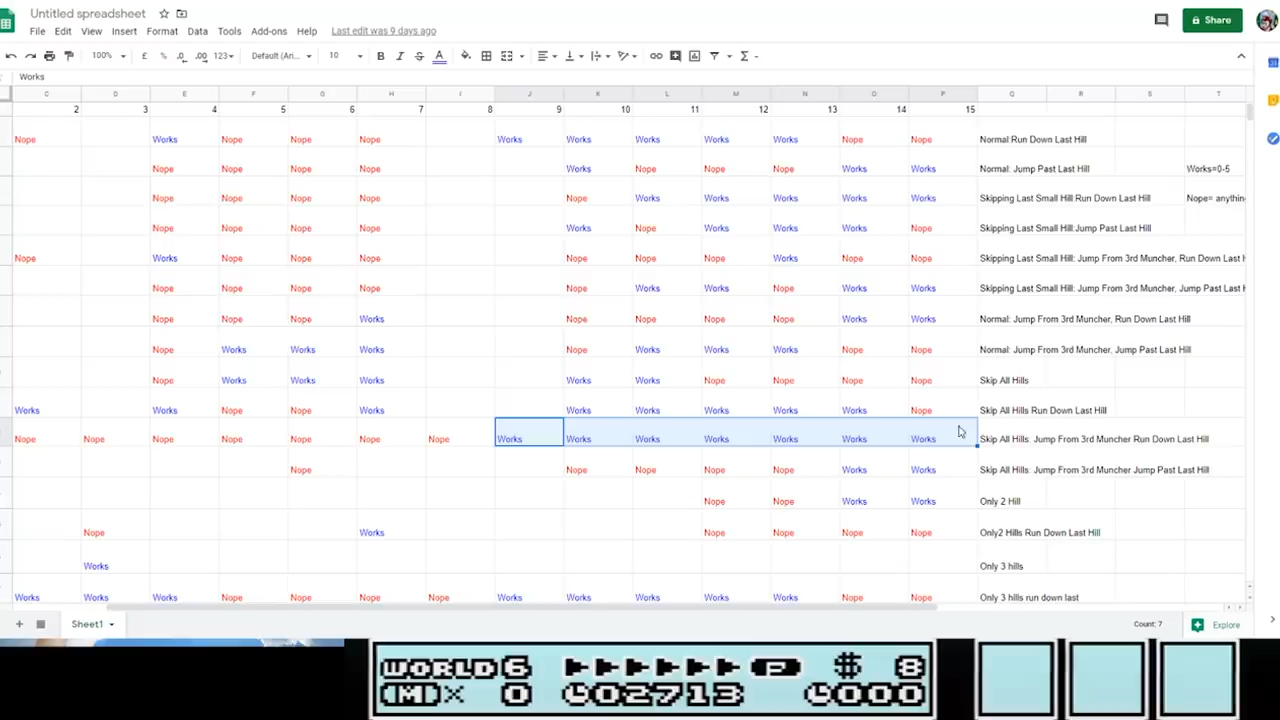 Untitled spreadsheet
File Edit View Insert Format Data Tools Add-ons Help Last edit was 9 days ago
Share
100% £ % .0 .00 123 Default (Ari... 10 B I S A
Works
C D E F G H I J K L M N O P Q R S T
2 3 4 5 6 7 8 9 10 11 12 13 14 15
Nope Works Nope Nope Nope Works Works Works Works Works Nope Nope Normal Run Down Last Hill
Nope Nope Nope Nope Works Nope Nope Nope Works Works Normal: Jump Past Last Hill Works=0-5
Nope Nope Nope Nope Nope Works Works Works Works Works Skipping Last Small Hill:Run Down Last Hill Nope= anythin
Nope Nope Nope Nope Works Nope Works Works Works Nope Skipping Last Small Hill:Jump Past Last Hill
Nope Works Nope Nope Nope Nope Nope Nope Works Nope Nope Skipping Last Small Hill: Jump From 3rd Muncher, Run Down Last H
Nope Nope Nope Nope Nope Works Works Nope Works Works Skipping Last Small Hill: Jump From 3rd Muncher, Jump Past Last H
Nope Nope Nope Works Nope Nope Nope Nope Works Works Normal: Jump From 3rd Muncher, Run Down Last Hill
Nope Works Works Works Nope Works Works Works Nope Nope Normal: Jump From 3rd Muncher, Jump Past Last Hill
Nope Works Works Works Works Works Nope Nope Nope Nope Skip All Hills
Works Works Nope Nope Works Works Works Works Works Works Nope Skip All Hills Run Down Last Hill
Nope Nope Nope Nope Nope Nope Nope Works Works Works Works Works Works Works Skip All Hills: Jump From 3rd Muncher Run Down Last Hill
Nope Nope Nope Nope Nope Works Works Skip All Hills: Jump From 3rd Muncher Jump Past Last Hill
Nope Nope Works Works Only 2 Hill
Nope Works Nope Nope Nope Nope Only2 Hills Run Down Last Hill
Works Only 3 hills
Works Works Works Nope Nope Nope Nope Works Works Works Works Works Nope Nope Only 3 hills run down last
Sheet1 Count: 7 Explore
WORLD 6 P $ 8
M x 0 02713 000